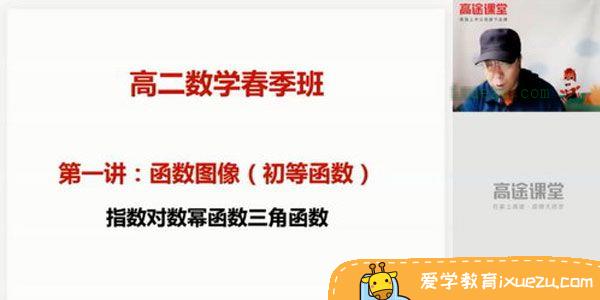 高二数学春季班
第一讲：函数图像（初等函数）
指数对数幂函数三角函数
高途课堂
高途课堂
爱学教育ixuezu.com